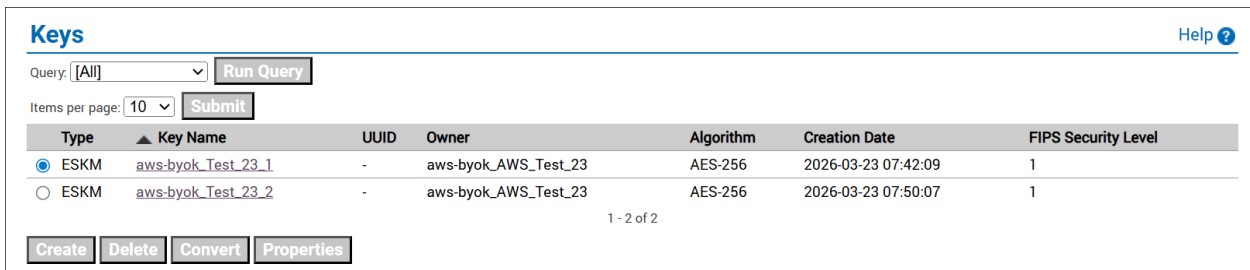 Keys
Help ?
Query: [All] Run Query
Items per page: 10 Submit
Type Key Name UUID Owner Algorithm Creation Date FIPS Security Level
ESKM aws-byok_Test_23_1 - aws-byok_AWS_Test_23 AES-256 2026-03-23 07:42:09 1
ESKM aws-byok_Test_23_2 - aws-byok_AWS_Test_23 AES-256 2026-03-23 07:50:07 1
1 - 2 of 2
Create Delete Convert Properties